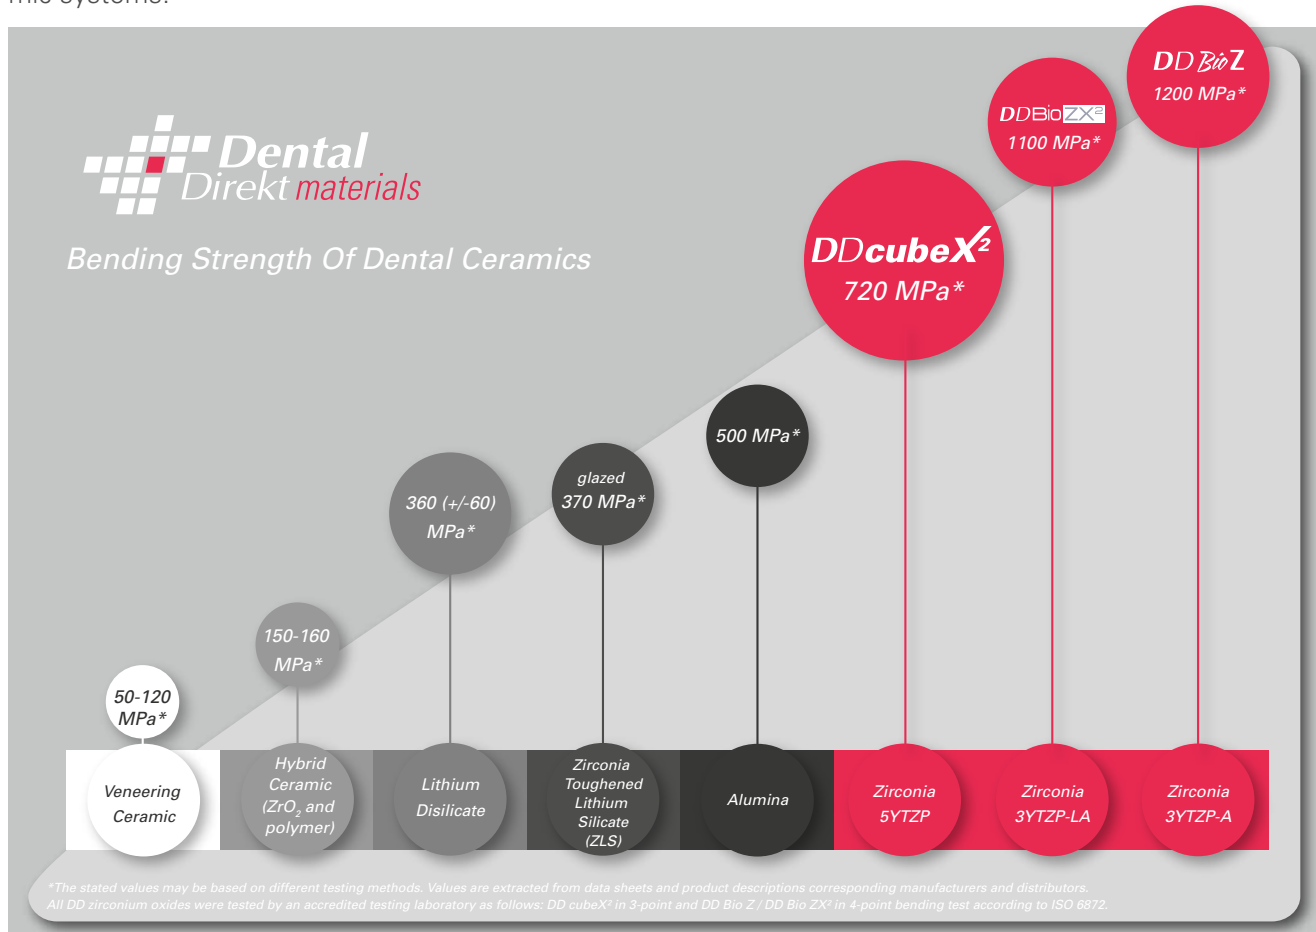 mic systems.
Dental
Direkt materials
Bending Strength Of Dental Ceramics
DD Bio Z
1200 MPa*
DDBio ZX²
1100 MPa*
DDcubeX²
720 MPa*
500 MPa*
glazed
370 MPa*
360 (+/-60)
MPa*
150-160
MPa*
50-120
MPa*
Veneering
Ceramic
Hybrid
Ceramic
(ZrO₂ and
polymer)
Lithium
Disilicate
Zirconia
Toughened
Lithium
Silicate
(ZLS)
Alumina
Zirconia
5YTZP
Zirconia
3YTZP-LA
Zirconia
3YTZP-A
*The stated values may be based on different testing methods. Values are extracted from data sheets and product descriptions corresponding manufacturers and distributors.
All DD zirconium oxides were tested by an accredited testing laboratory as follows: DD cubeX² in 3-point and DD Bio Z / DD Bio ZX² in 4-point bending test according to ISO 6872.